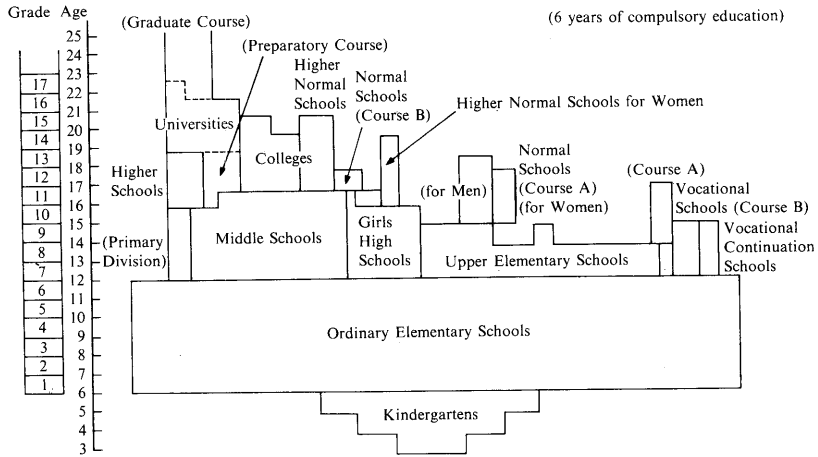 Grade Age
(Graduate Course)
(6 years of compulsory education)
(Preparatory Course)
Higher
Normal
Schools
Normal
Schools
(Course B)
Higher Normal Schools for Women
Universities
Colleges
Higher
Schools
(for Men)
Normal
Schools
(Course A)
(for Women)
(Course A)
Vocational
Schools (Course B)
Vocational
Continuation
Schools
(Primary
Division)
Middle Schools
Girls
High
Schools
Upper Elementary Schools
Ordinary Elementary Schools
Kindergartens
17
16
15
14
13
12
11
10
9
8
7
6
5
4
3
2
1
25
24
23
22
21
20
19
18
17
16
15
14
13
12
11
10
9
8
7
6
5
4
3